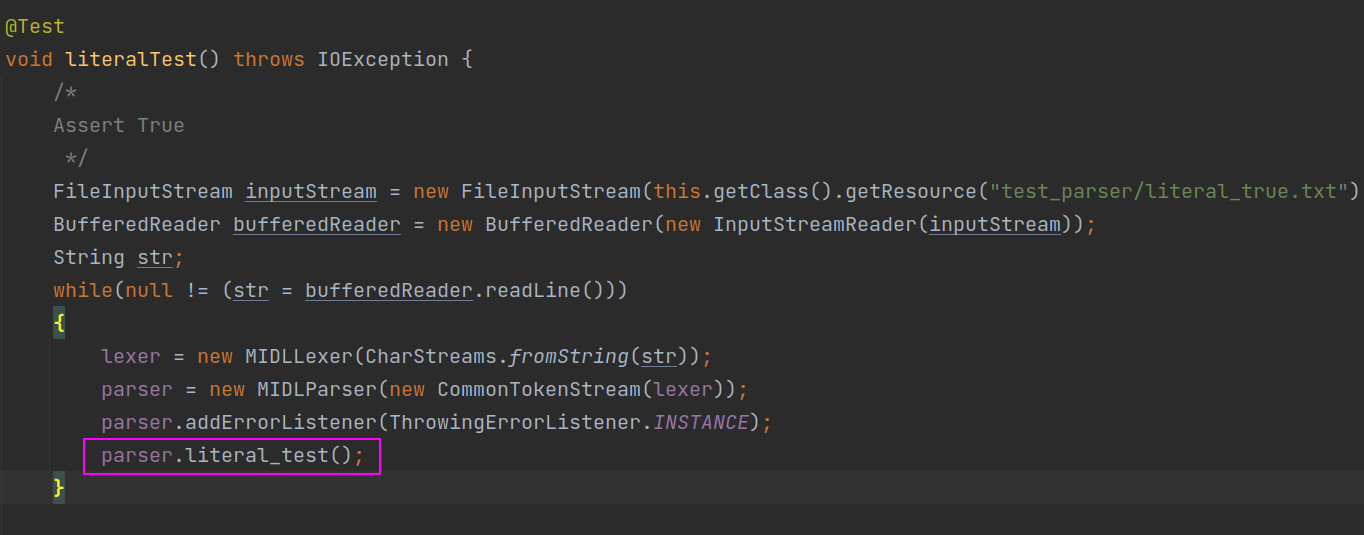 @Test
void literalTest() throws IOException {
/*
Assert True
*/
FileInputStream inputStream = new FileInputStream(this.getClass().getResource("test_parser/literal_true.txt")
BufferedReader bufferedReader = new BufferedReader(new InputStreamReader(inputStream));
String str;
while(null != (str = bufferedReader.readLine()))
{
lexer = new MIDLLexer(CharStreams.fromString(str));
parser = new MIDLParser(new CommonTokenStream(lexer));
parser.addErrorListener(ThrowingErrorListener.INSTANCE);
parser.literal_test();
}